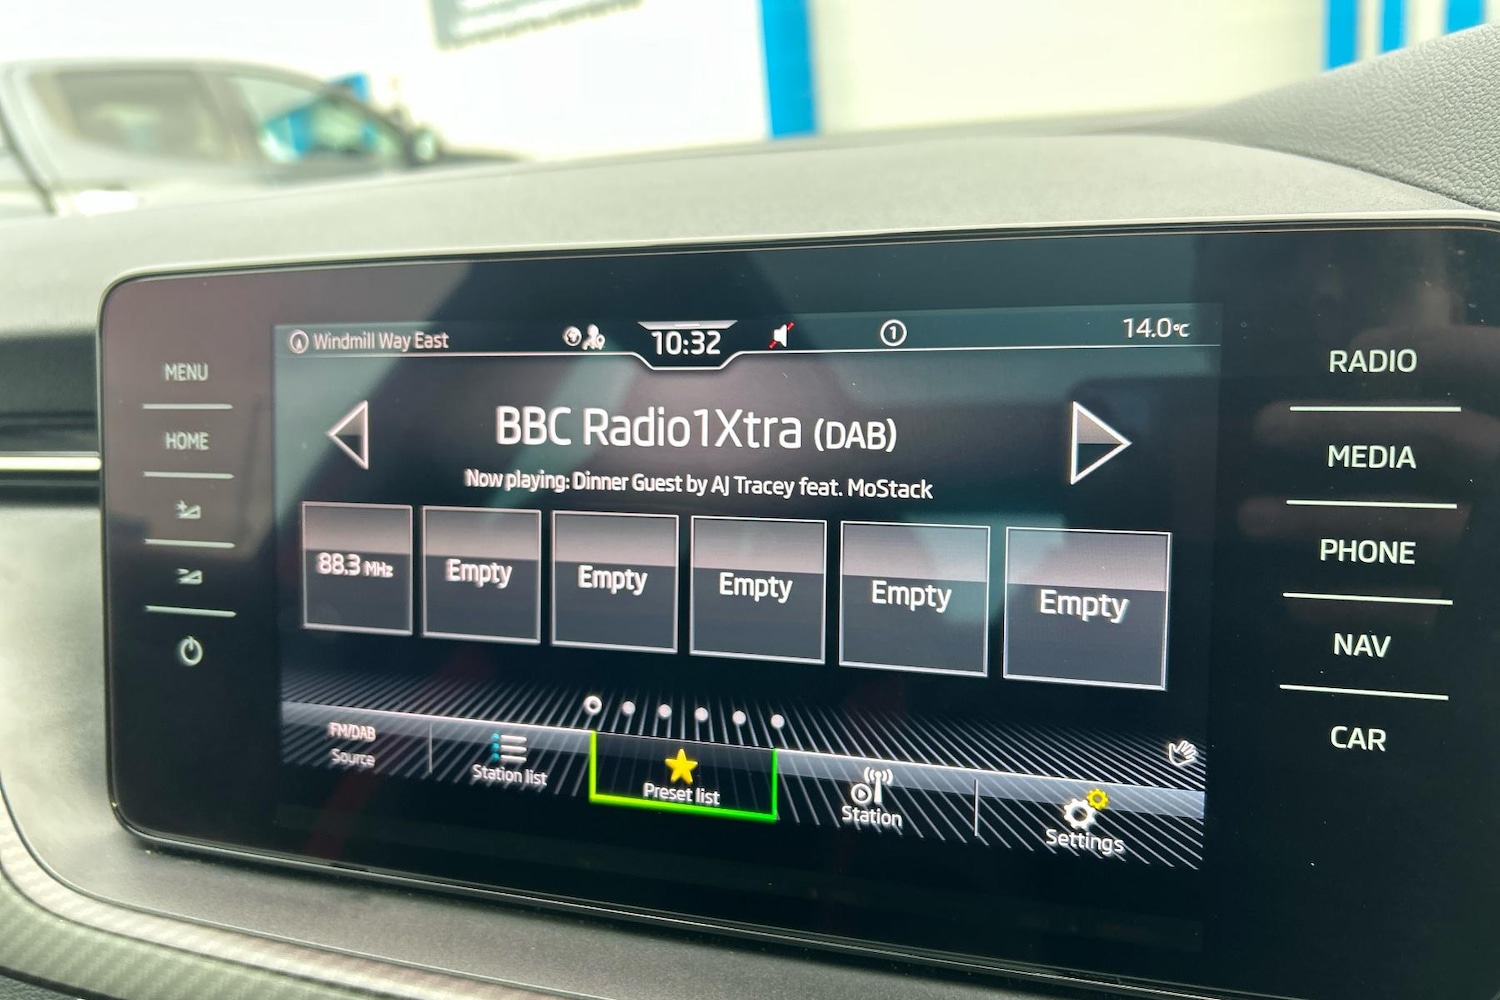 Windmill Way East
10:32
1
14.0°C
MENU
HOME
BBC Radio1Xtra (DAB)
Now playing: Dinner Guest by AJ Tracey feat. MoStack
88.3 MHz
Empty
Empty
Empty
Empty
Empty
FM/DAB
Source
Station list
Preset list
Station
Settings
RADIO
MEDIA
PHONE
NAV
CAR